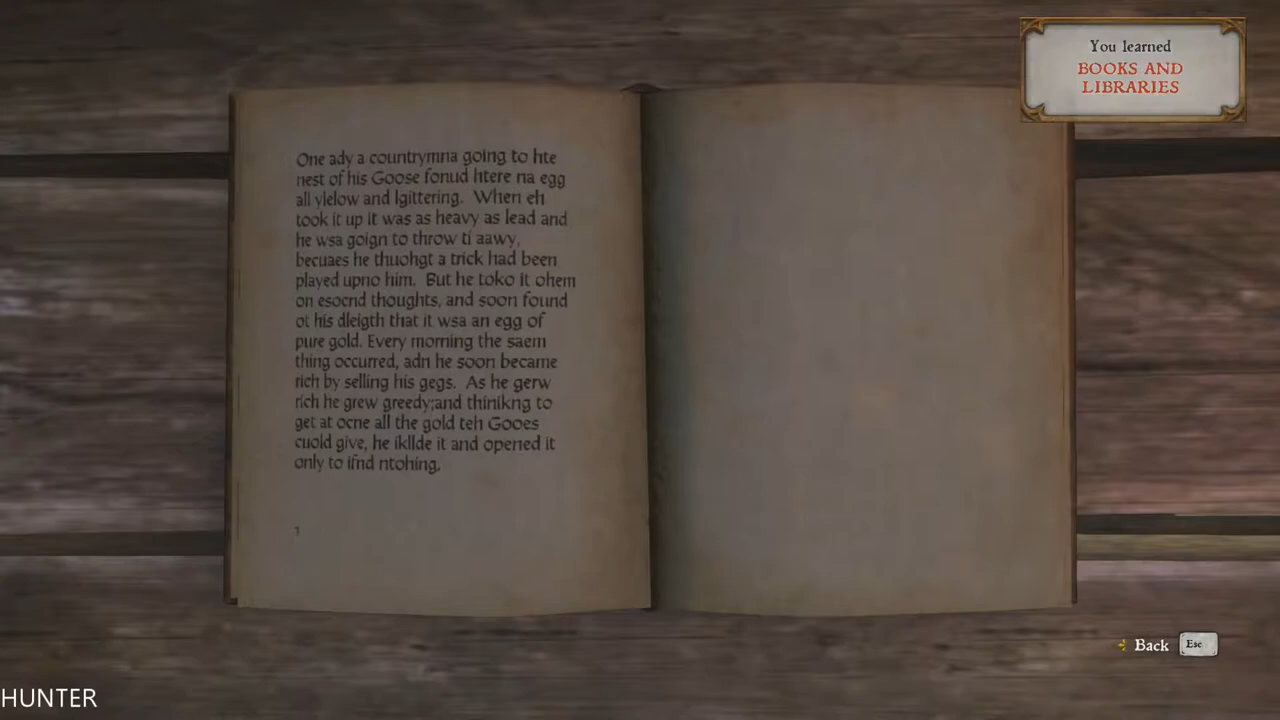 You learned
BOOKS AND
LIBRARIES
One ady a countrymna going to hte
nest of his Goose fonud htere na egg
all ylelow and lgittering. When eh
took it up it was as heavy as lead and
he wsa goign to throw ti aawy,
becuaes he thuohgt a trick had been
played upno him. But he toko it ohem
on esocnd thoughts, and soon found
ot his dleigth that it wsa an egg of
pure gold. Every morning the saem
thing occurred, adn he soon became
rich by selling his gegs. As he gerw
rich he grew greedy;and thinikng to
get at ocne all the gold teh Gooes
cuold give, he ikllde it and opened it
only to ifnd ntohing.
1
Back Esc
HUNTER